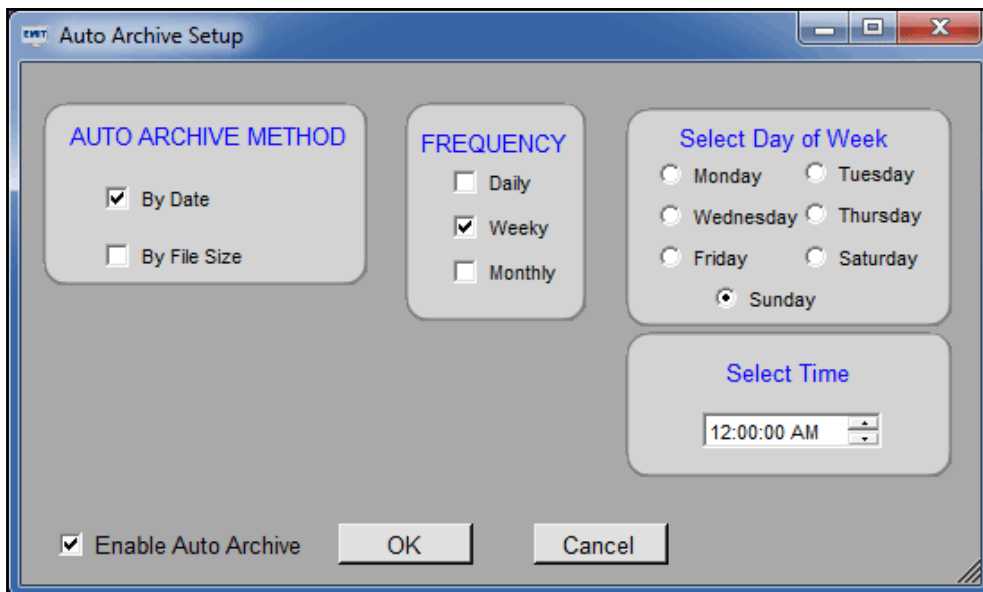 EMIT Auto Archive Setup
AUTO ARCHIVE METHOD
By Date
By File Size
FREQUENCY
Daily
Weeky
Monthly
Select Day of Week
Monday Tuesday
Wednesday Thursday
Friday Saturday
Sunday
Select Time
12:00:00 AM
Enable Auto Archive OK Cancel